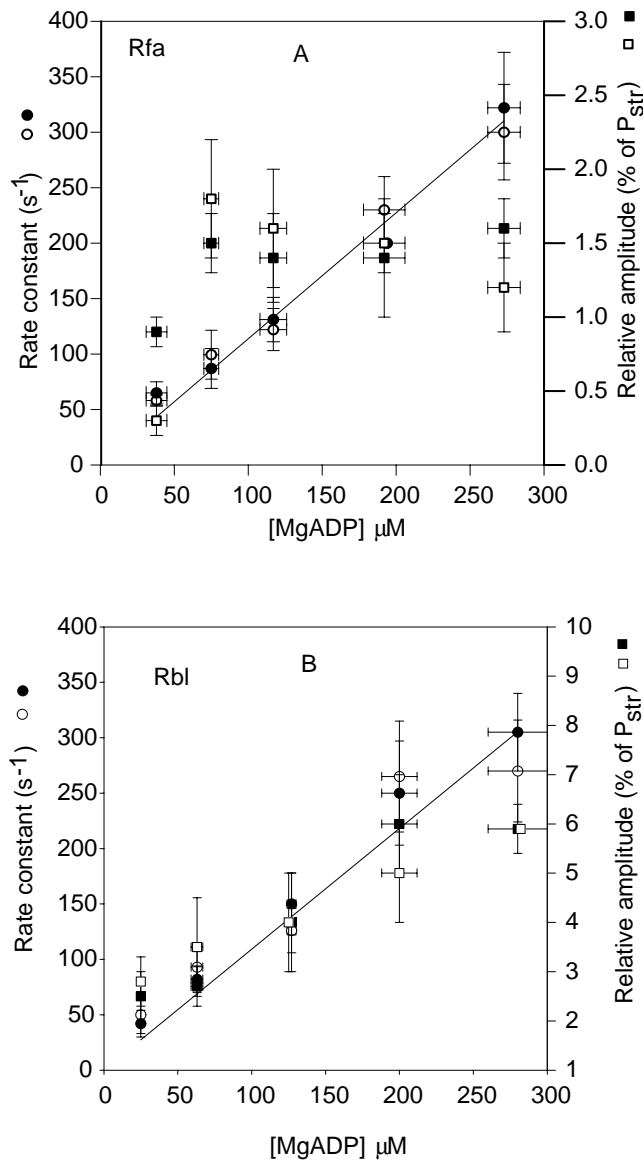 Rfa
A
400
350
300
250
200
150
100
50
0
Rate constant (s-1)
3.0
2.5
2.0
1.5
1.0
0.5
0.0
Relative amplitude (% of Pstr)
0 50 100 150 200 250 300
[MgADP] μM
Rbl
B
400
350
300
250
200
150
100
50
0
Rate constant (s-1)
10
9
8
7
6
5
4
3
2
1
Relative amplitude (% of Pstr)
0 50 100 150 200 250 300
[MgADP] μM